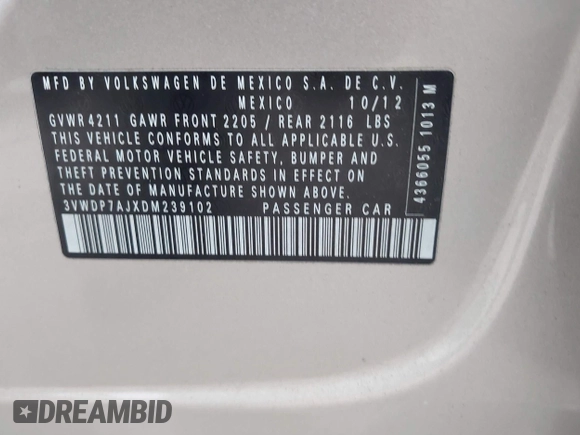 MFD BY VOLKSWAGEN DE MEXICO S.A. DE C.V.
MEXICO 10/12
GVWR 4211 GAWR FRONT 2205 / REAR 2116 LBS
THIS VEHICLE CONFORMS TO ALL APPLICABLE U.S.
FEDERAL MOTOR VEHICLE SAFETY, BUMPER AND
THEFT PREVENTION STANDARDS IN EFFECT ON
THE DATE OF MANUFACTURE SHOWN ABOVE.
3VWDP7AJXDM239102 PASSENGER CAR
4366055 1013 M
DREAMBID